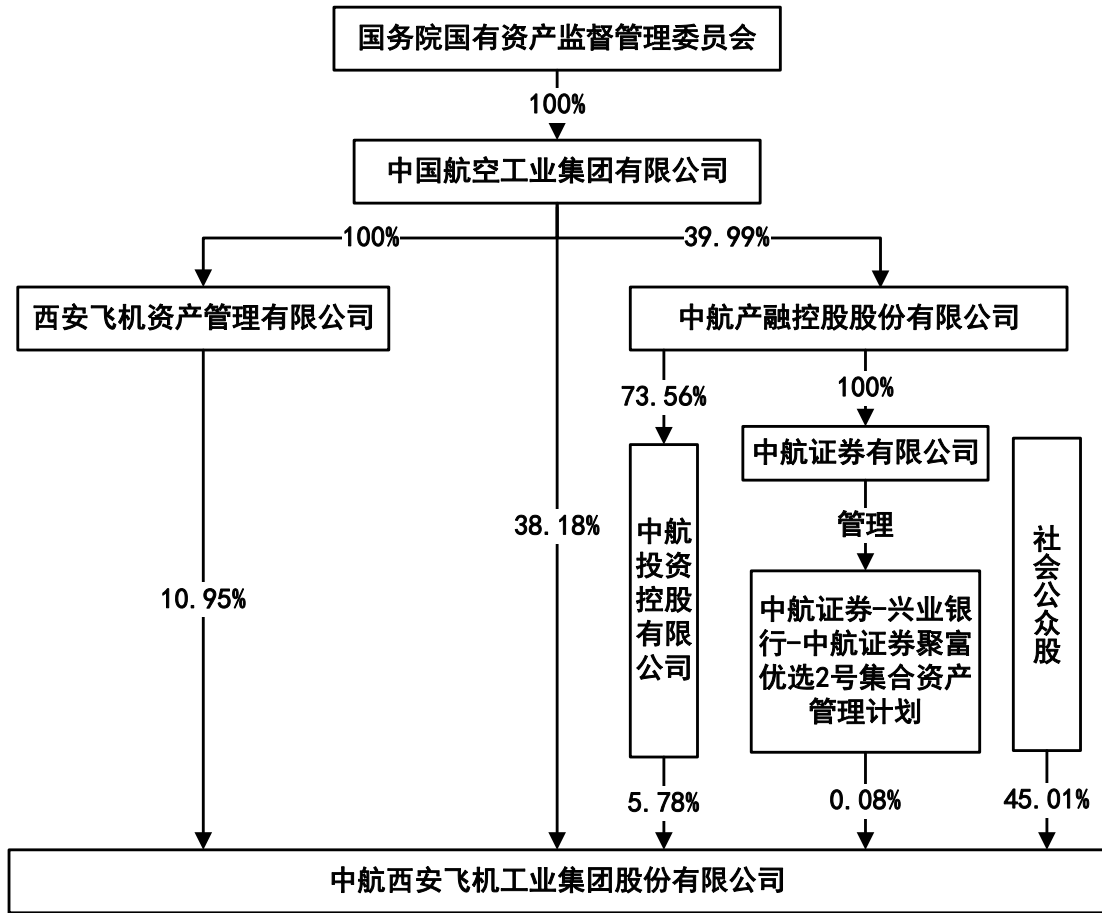 国务院国有资产监督管理委员会
100%
中国航空工业集团有限公司
100%
39.99%
西安飞机资产管理有限公司
中航产融控股股份有限公司
73.56%
100%
中航证券有限公司
管理
38.18%
10.95%
中航
投资
控股
有限
公司
中航证券-兴业银
行-中航证券聚富
优选2号集合资产
管理计划
社会公众股
5.78%
0.08%
45.01%
中航西安飞机工业集团股份有限公司